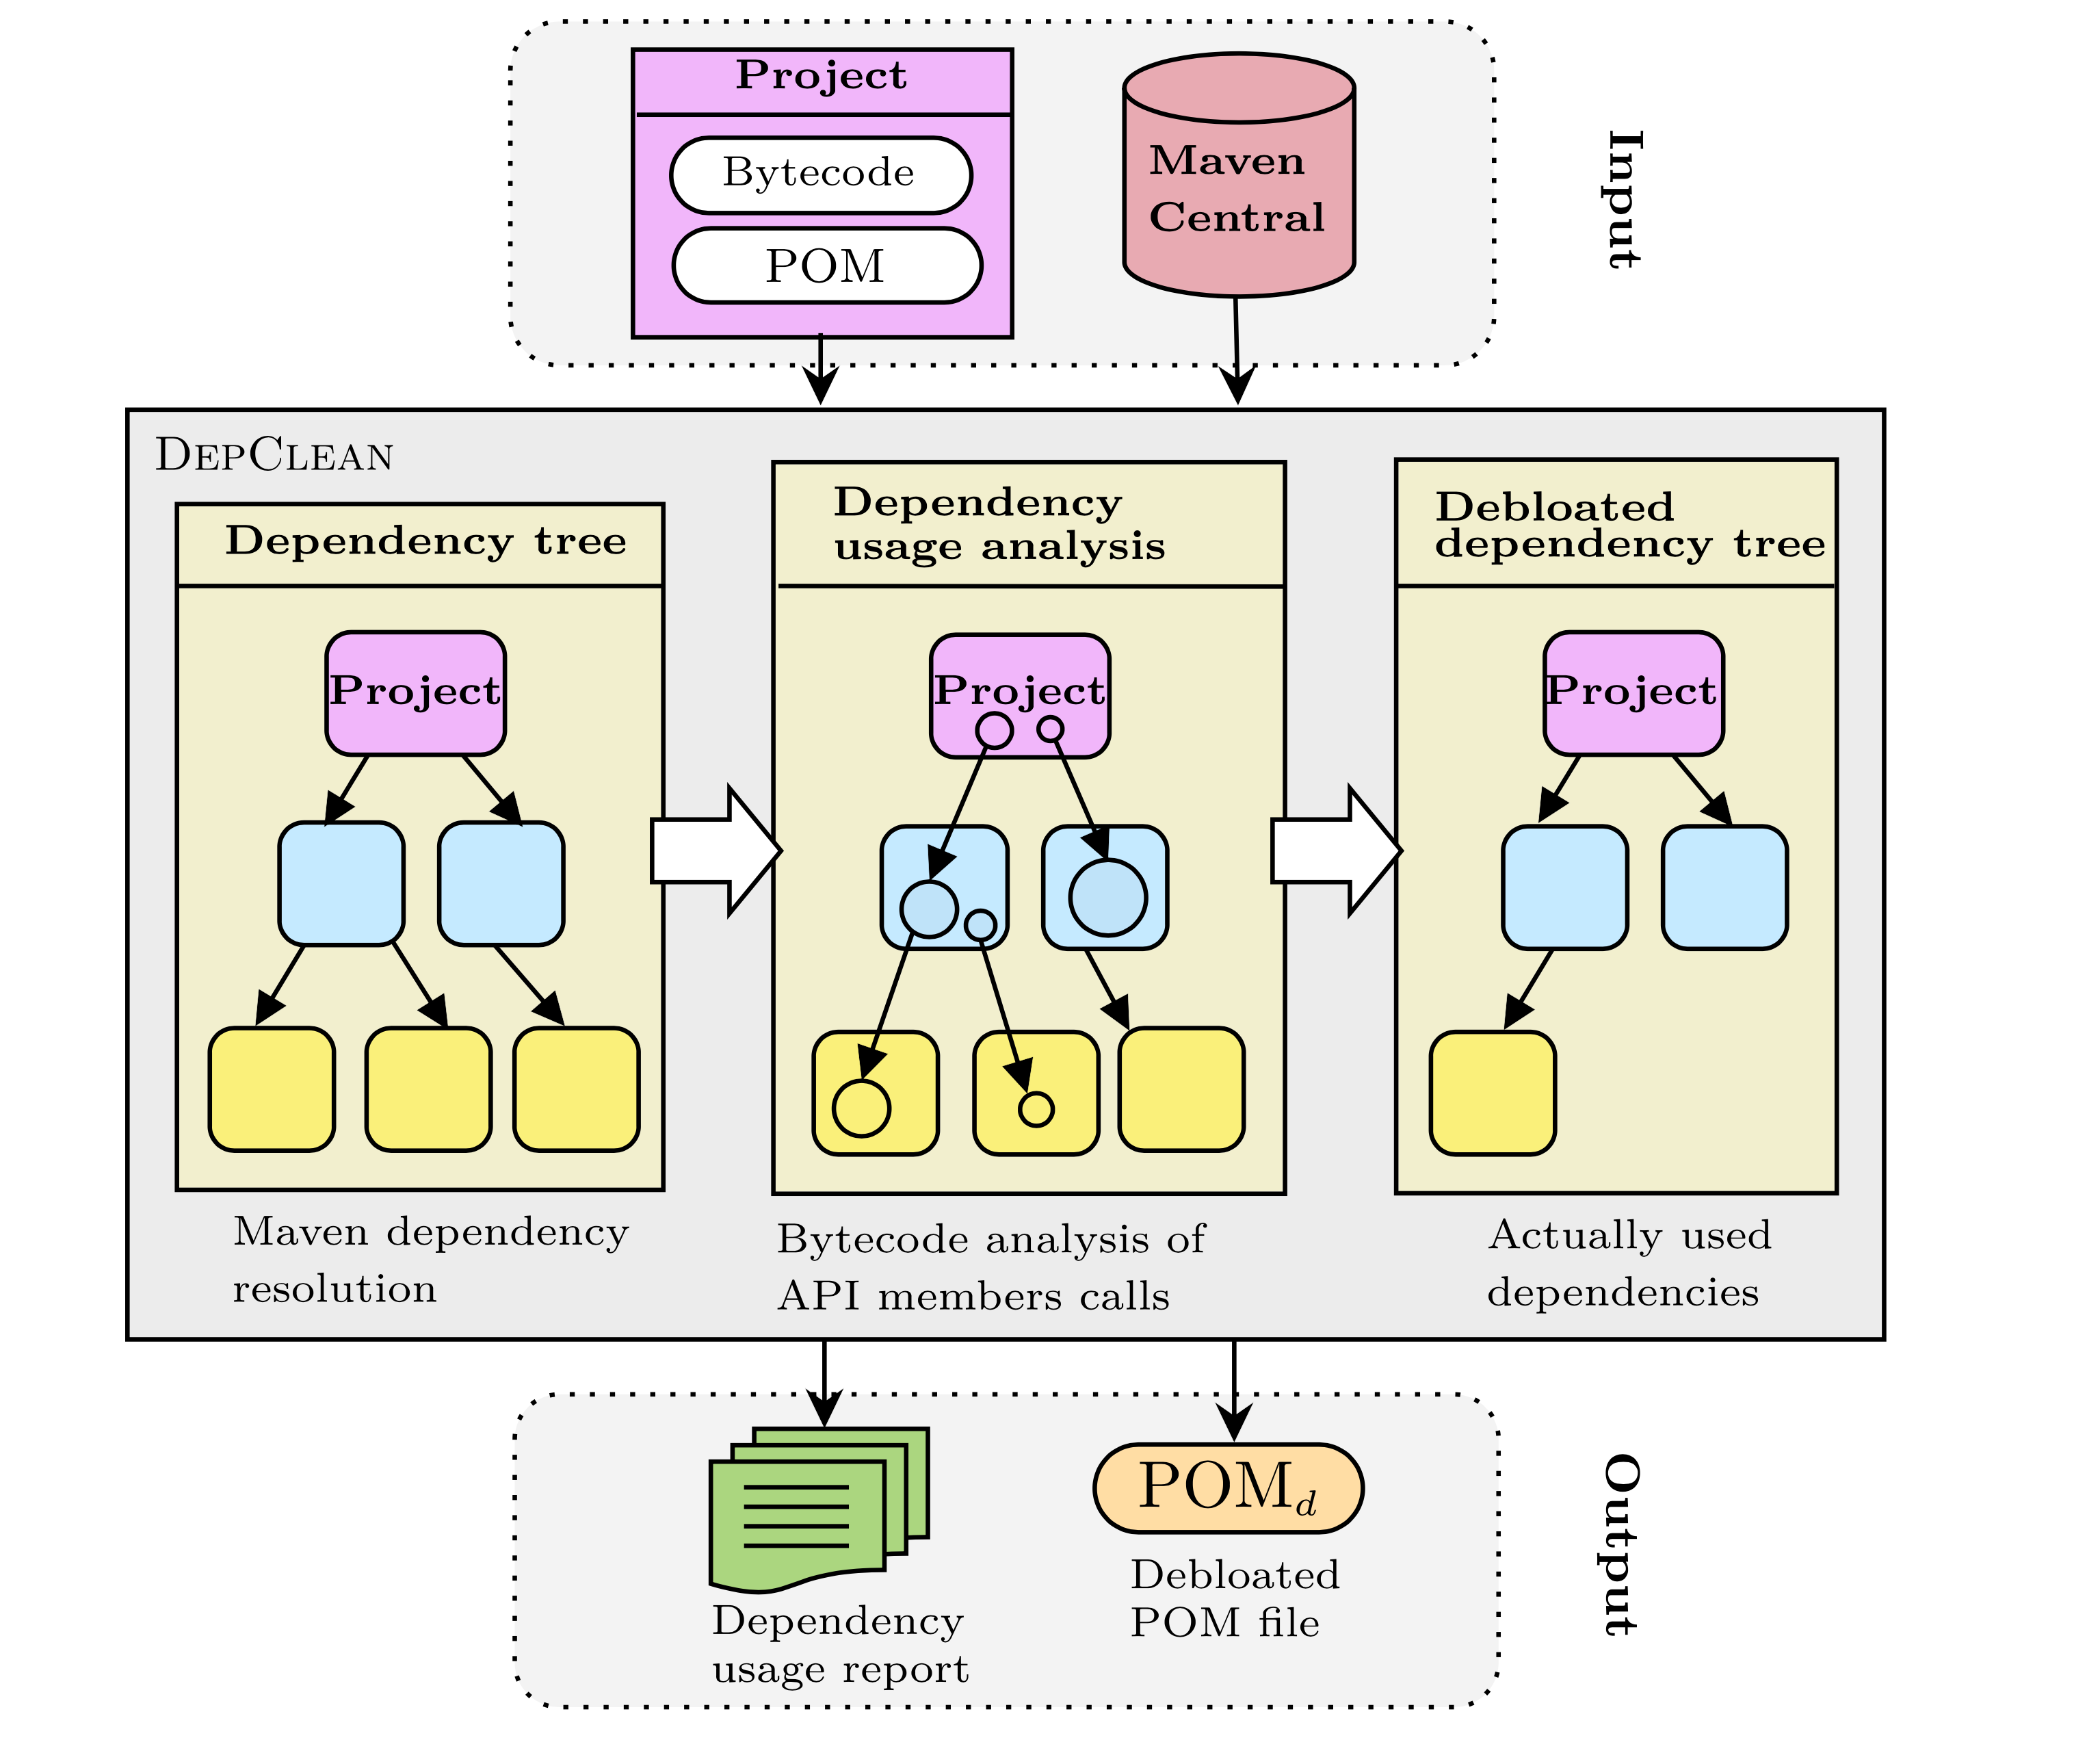 Project
Bytecode
POM
Maven
Central
Input
DepClean
Dependency tree
Project
Maven dependency
resolution
Dependency
usage analysis
Project
Bytecode analysis of
API members calls
Debloated
dependency tree
Project
Actually used
dependencies
Dependency
usage report
POMd
Debloated
POM file
Output